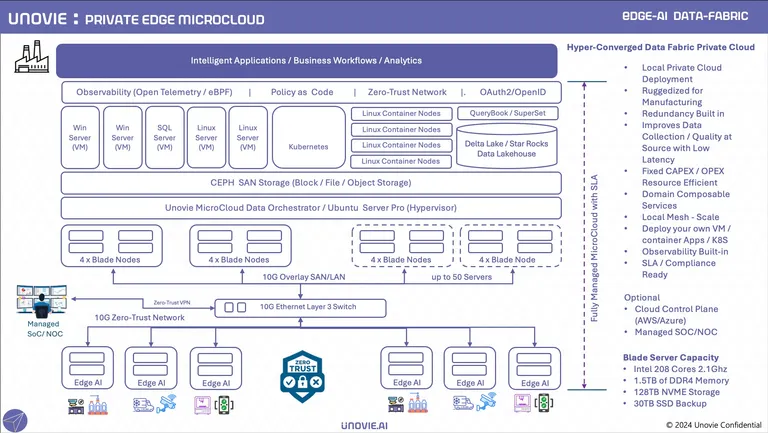 UNOVIE : PRIVATE EDGE MICROCLOUD
EDGE-AI DATA-FABRIC
Intelligent Applications / Business Workflows / Analytics
Observability (Open Telemetry / eBPF) | Policy as Code | Zero-Trust Network |. OAuth2/OpenID
Win
Server
(VM)
Win
Server
(VM)
SQL
Server
(VM)
Linux
Server
(VM)
Linux
Server
(VM)
Kubernetes
Linux Container Nodes
Linux Container Nodes
Linux Container Nodes
Linux Container Nodes
QueryBook / SuperSet
Delta Lake / Star Rocks
Data Lakehouse
CEPH SAN Storage (Block / File / Object Storage)
Unovie MicroCloud Data Orchestrator / Ubuntu Server Pro (Hypervisor)
4 x Blade Nodes
4 x Blade Nodes
4 x Blade Nodes
4 x Blade Node
10G Overlay SAN/LAN
up to 50 Servers
Zero-Trust VPN
10G Ethernet Layer 3 Switch
Managed
SoC/ NOC
10G Zero-Trust Network
Edge AI
Edge AI
Edge AI
ZERO
TRUST
Edge AI
Edge AI
Edge AI
Fully Managed MicroCloud with SLA
Hyper-Converged Data Fabric Private Cloud
• Local Private Cloud
Deployment
• Ruggedized for
Manufacturing
• Redundancy Built in
• Improves Data
Collection / Quality at
Source with Low
Latency
• Fixed CAPEX / OPEX
Resource Efficient
• Domain Composable
Services
• Local Mesh - Scale
• Deploy your own VM /
container Apps / K8S
• Observability Built-in
• SLA / Compliance
Ready
Optional
• Cloud Control Plane
(AWS/Azure)
• Managed SOC/NOC
Blade Server Capacity
• Intel 208 Cores 2.1Ghz
• 1.5TB of DDR4 Memory
• 128TB NVME Storage
• 30TB SSD Backup
UNOVIE.AI
© 2024 Unovie Confidential